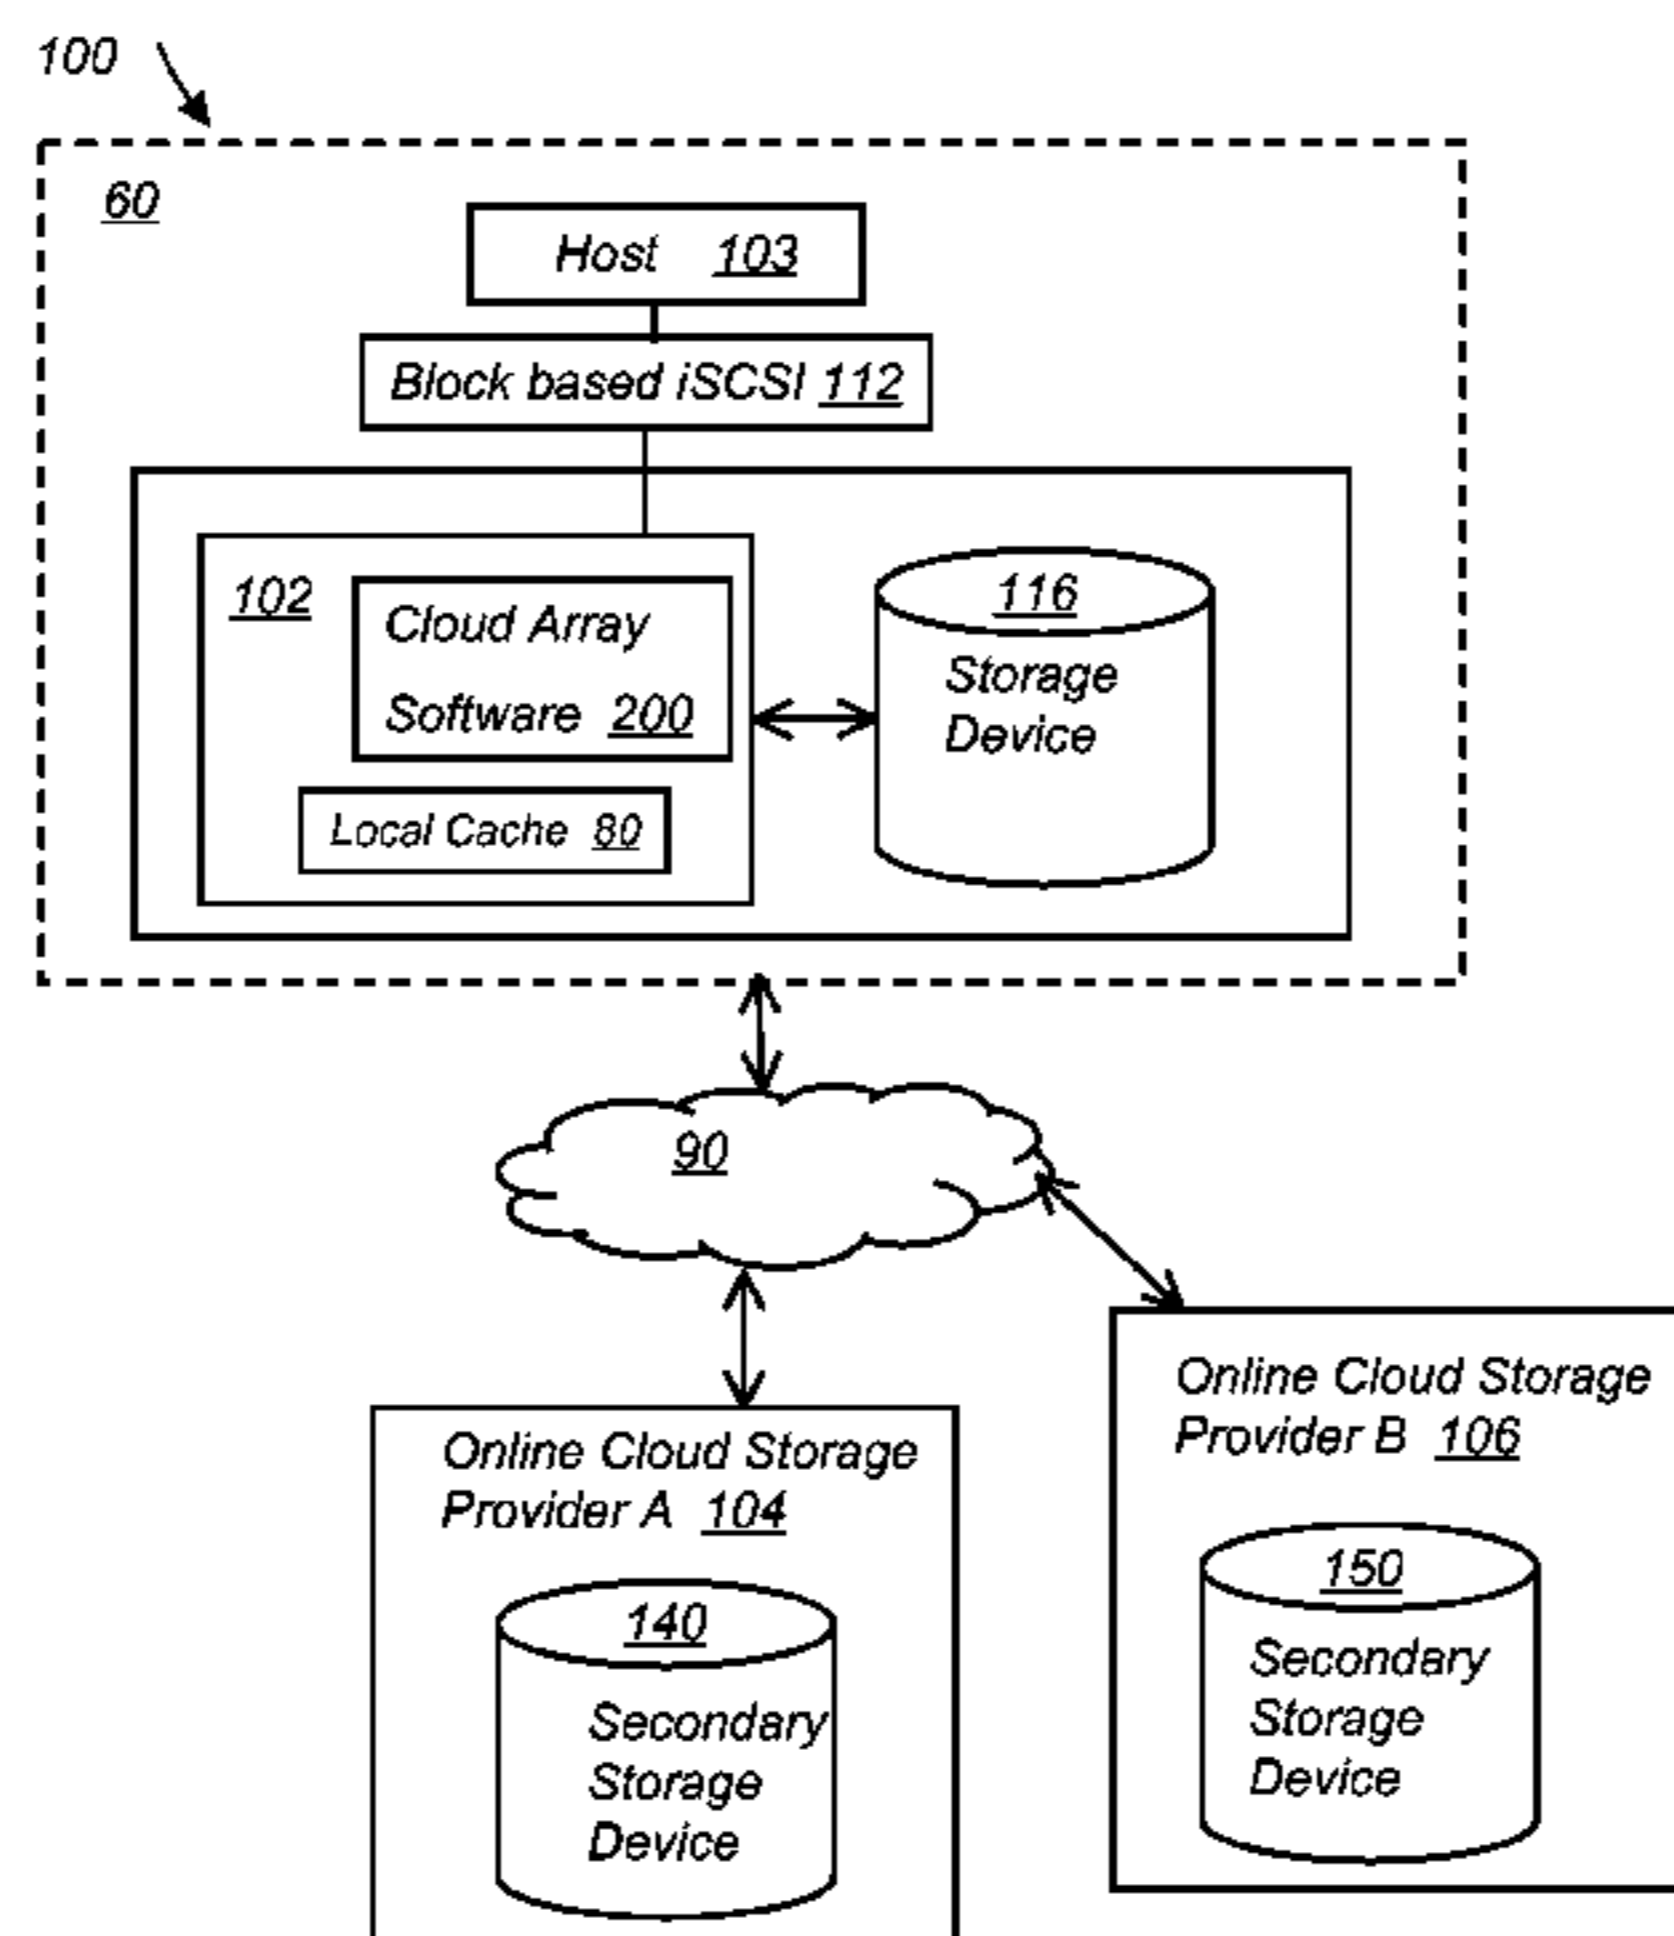 100
60
Host 103
Block based iSCSI 112
102
Cloud Array
Software 200
Local Cache 80
116
Storage
Device
90
Online Cloud Storage
Provider A 104
140
Secondary
Storage
Device
Online Cloud Storage
Provider B 106
150
Secondary
Storage
Device